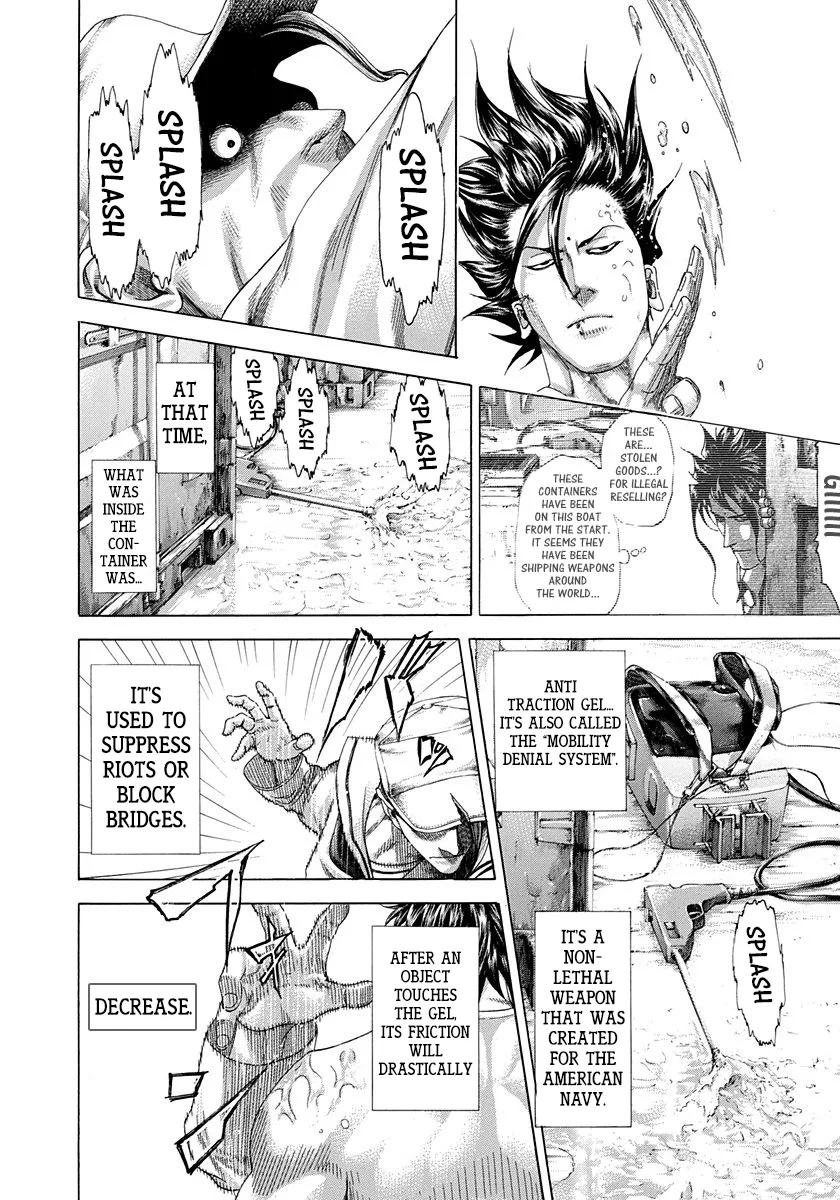 SPLASH
SPLASH
SPLASH
THESE
ARE...
STOLEN
GOODS...?
FOR ILLEGAL
RESELLING?
THESE
CONTAINERS
HAVE BEEN
ON THIS BOAT
FROM THE START.
IT SEEMS THEY
HAVE BEEN
SHIPPING WEAPONS
AROUND
THE WORLD...
SPLASH
SPLASH
SPLASH
AT
THAT
TIME,
WHAT
WAS
INSIDE
THE
CON-
TAINER
WAS...
ANTI
TRACTION GEL...
IT'S ALSO CALLED
THE "MOBILITY
DENIAL SYSTEM".
SPLASH
IT'S A
NON-
LETHAL
WEAPON
THAT WAS
CREATED
FOR THE
AMERICAN
NAVY.
IT'S
USED TO
SUPPRESS
RIOTS OR
BLOCK
BRIDGES.
AFTER AN
OBJECT
TOUCHES
THE GEL,
ITS FRICTION
WILL
DRASTICALLY
DECREASE.